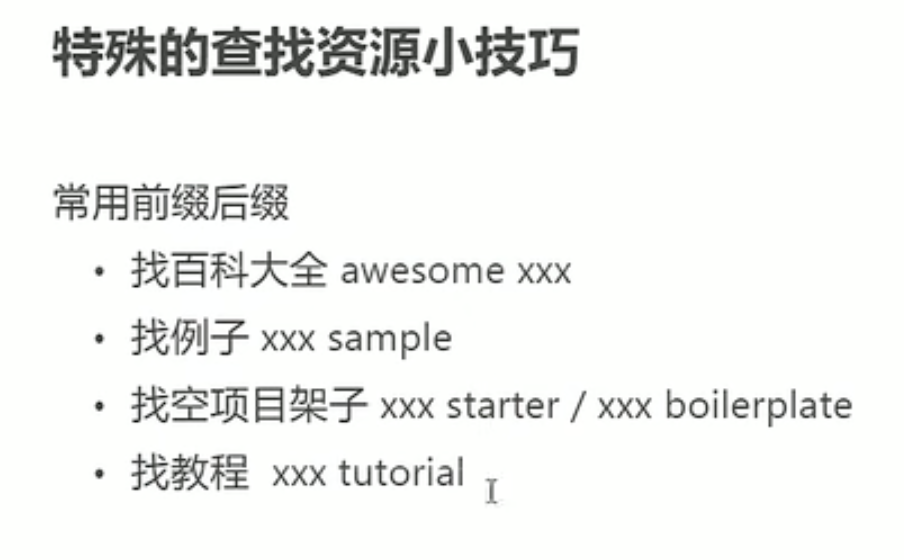 特殊的查找资源小技巧
常用前缀后缀
• 找百科大全 awesome xxx
• 找例子 xxx sample
• 找空项目架子 xxx starter / xxx boilerplate
• 找教程 xxx tutorial